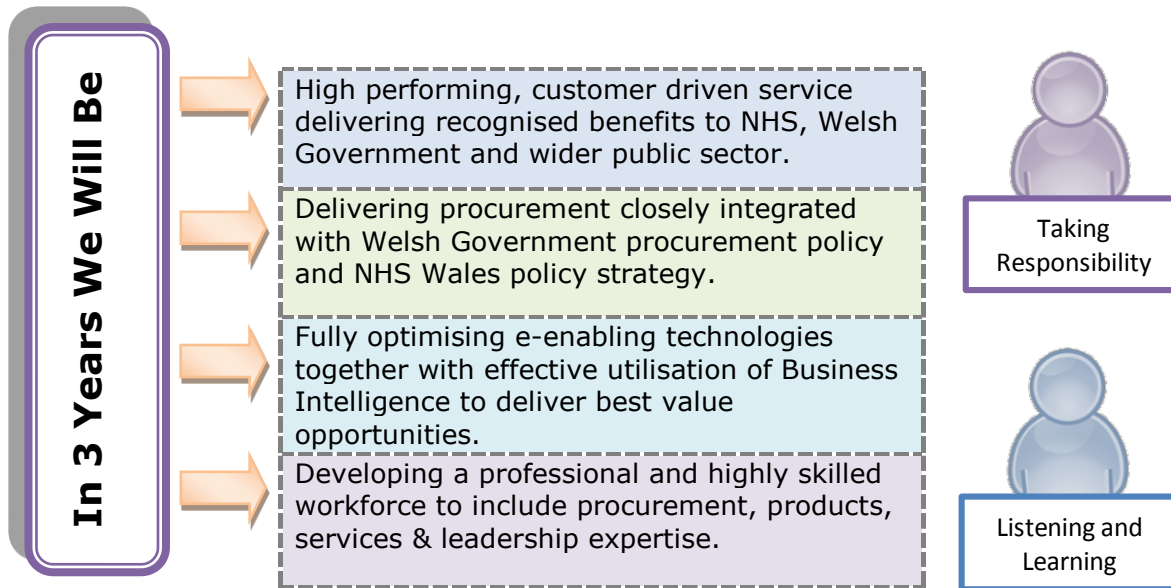 In 3 Years We Will Be
High performing, customer driven service
delivering recognised benefits to NHS, Welsh
Government and wider public sector.
Delivering procurement closely integrated
with Welsh Government procurement policy
and NHS Wales policy strategy.
Fully optimising e-enabling technologies
together with effective utilisation of Business
Intelligence to deliver best value
opportunities.
Developing a professional and highly skilled
workforce to include procurement, products,
services & leadership expertise.
Taking
Responsibility
Listening and
Learning